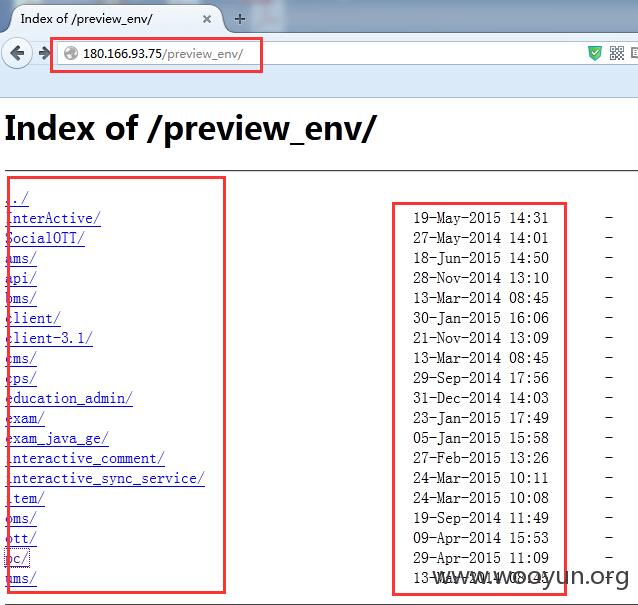 Index of /preview_env/
180.166.93.75/preview_env/
Index of /preview_env/
../
InterActive/ 19-May-2015 14:31 -
SocialOTT/ 27-May-2014 14:01 -
ams/ 18-Jun-2015 14:50 -
api/ 28-Nov-2014 13:10 -
bms/ 13-Mar-2014 08:45 -
client/ 30-Jan-2015 16:06 -
client-3.1/ 21-Nov-2014 13:09 -
cms/ 13-Mar-2014 08:45 -
cps/ 29-Sep-2014 17:56 -
education_admin/ 31-Dec-2014 14:03 -
exam/ 23-Jan-2015 17:49 -
exam_java_ge/ 05-Jan-2015 15:58 -
interactive_comment/ 27-Feb-2015 13:26 -
interactive_sync_service/ 24-Mar-2015 10:11 -
item/ 24-Mar-2015 10:08 -
oms/ 19-Sep-2014 11:49 -
ott/ 09-Apr-2014 15:53 -
pc/ 29-Apr-2015 11:09 -
ums/ 13-Mar-2014 08:45 -
www.wooyun.org